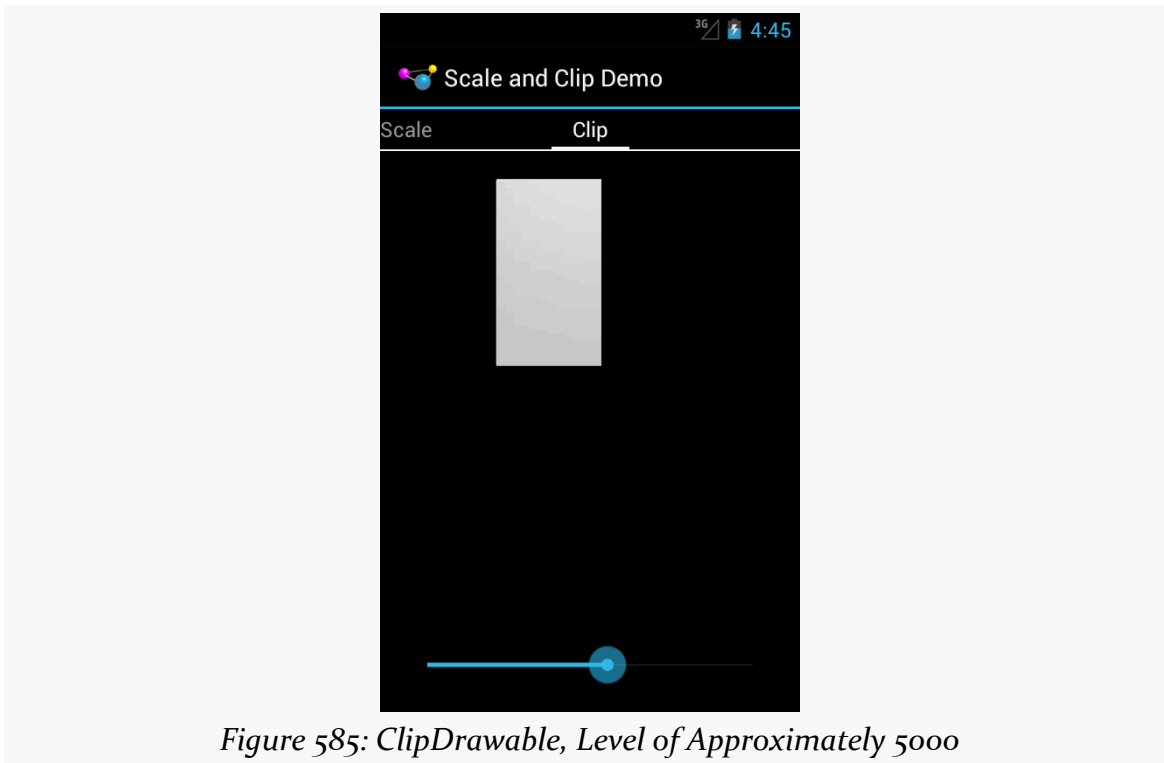 3G 4:45
Scale and Clip Demo
Scale Clip
Figure 585: ClipDrawable, Level of Approximately 5000